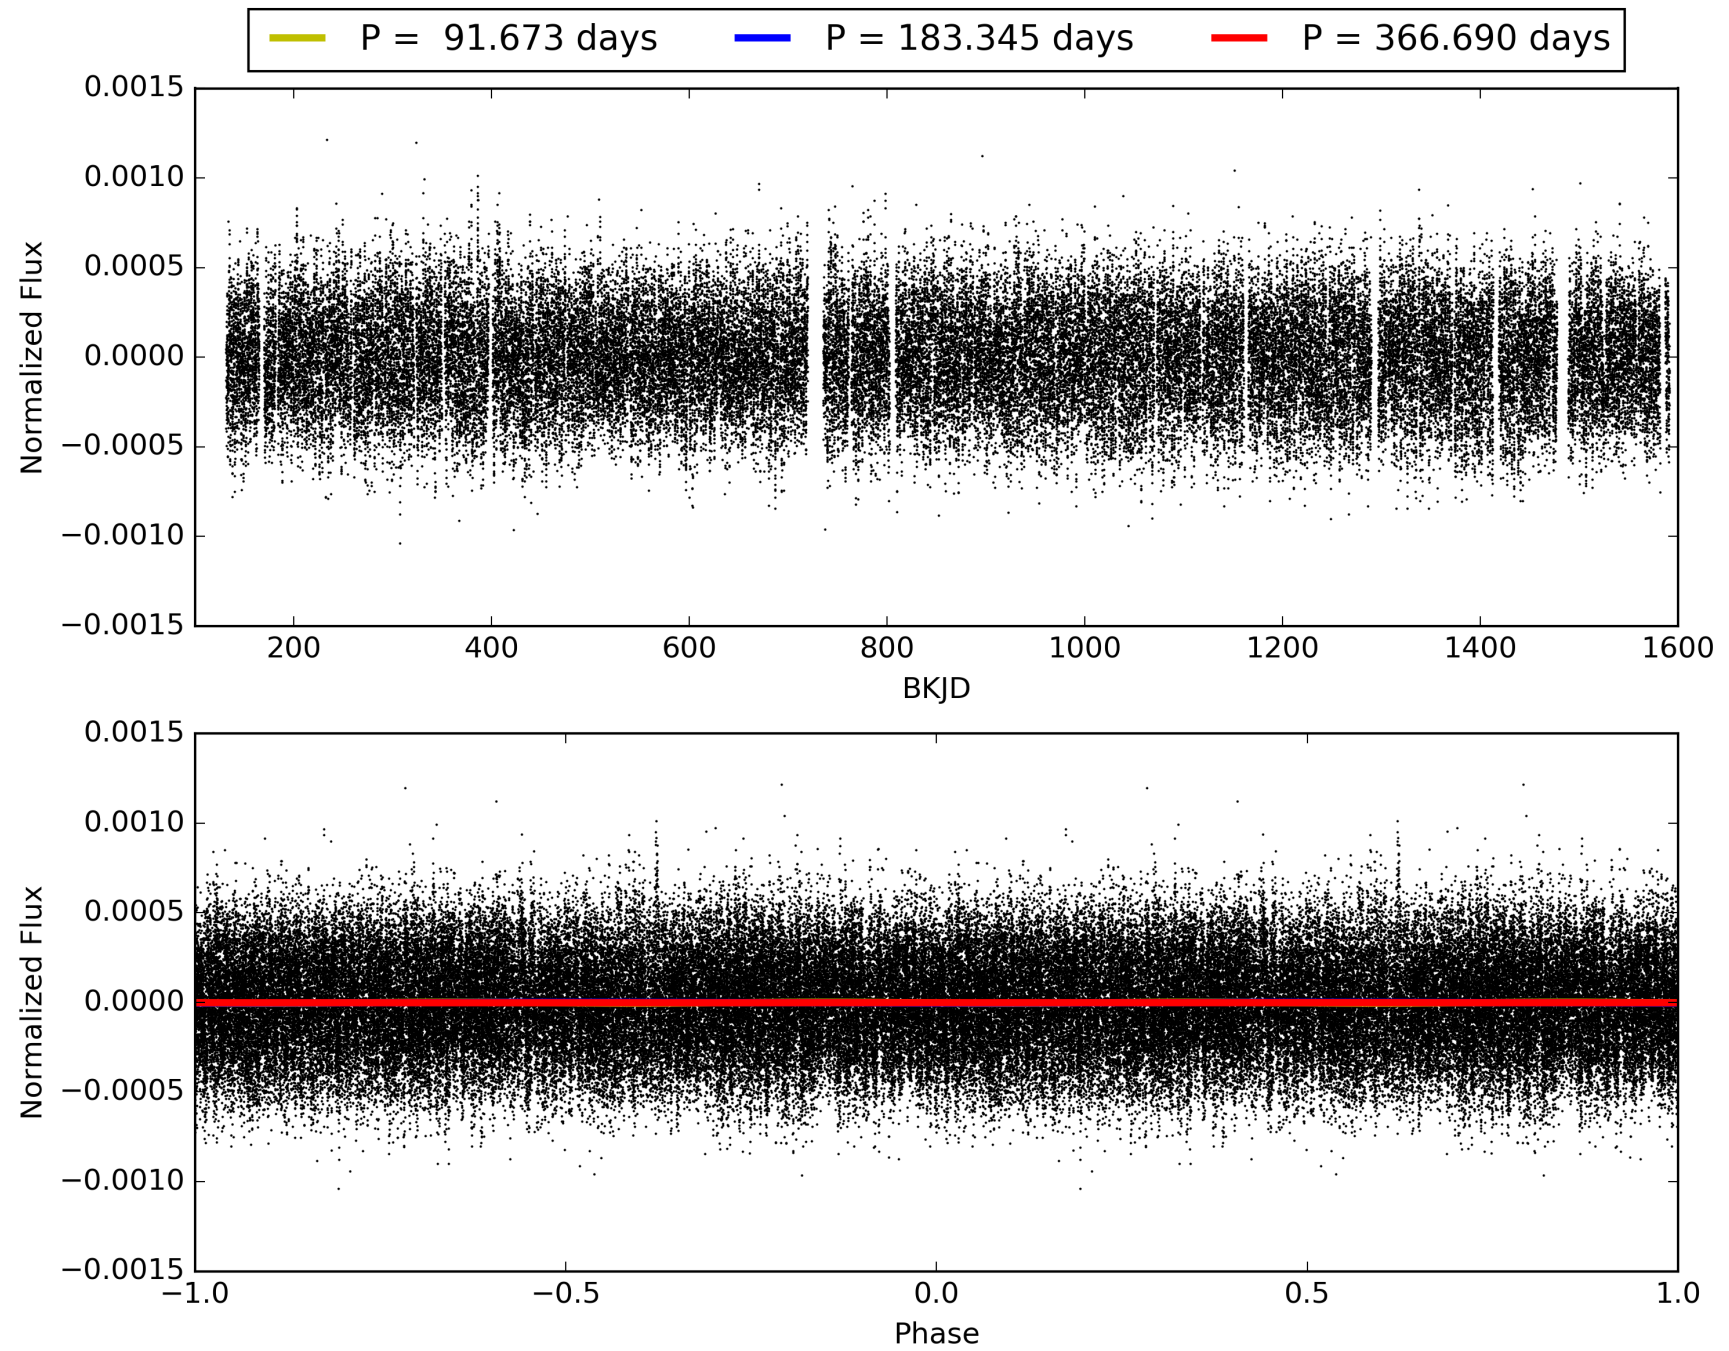 P =  91.673 days P = 183.345 days P = 366.690 days
0.0015
0.0010
0.0005
0.0000
−0.0005
−0.0010
−0.0015
Normalized Flux
200 400 600 800 1000 1200 1400 1600
BKJD
0.0015
0.0010
0.0005
0.0000
−0.0005
−0.0010
−0.0015
Normalized Flux
−1.0 −0.5 0.0 0.5 1.0
Phase